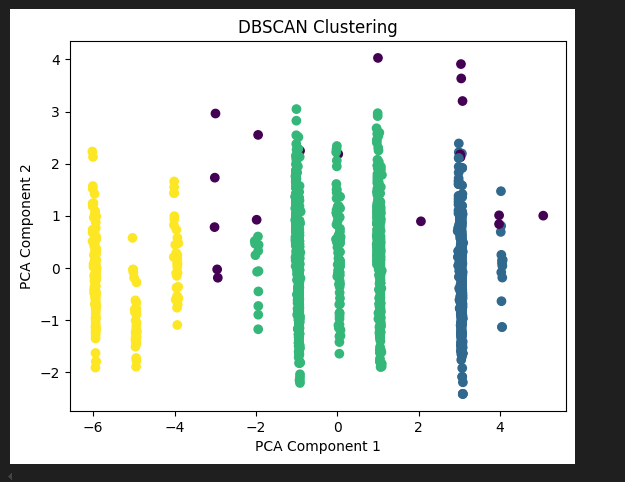 DBSCAN Clustering
4
3
2
1
0
−1
−2
PCA Component 2
−6 −4 −2 0 2 4
PCA Component 1